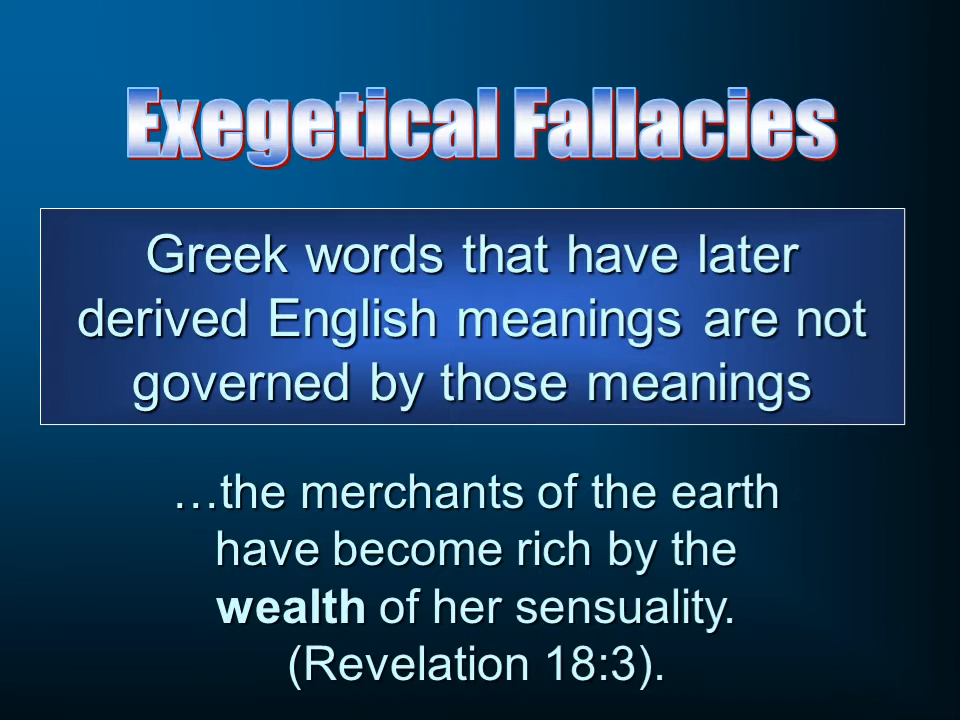 Exegetical Fallacies
Greek words that have later
derived English meanings are not
governed by those meanings
…the merchants of the earth
have become rich by the
wealth of her sensuality.
(Revelation 18:3).